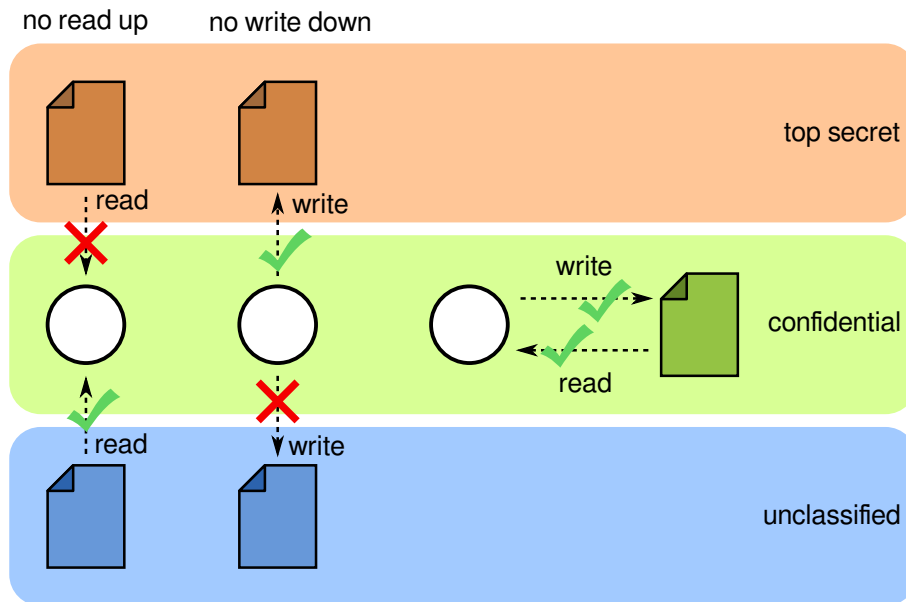 no read up
no write down
top secret
read
write
write
confidential
read
read
write
unclassified